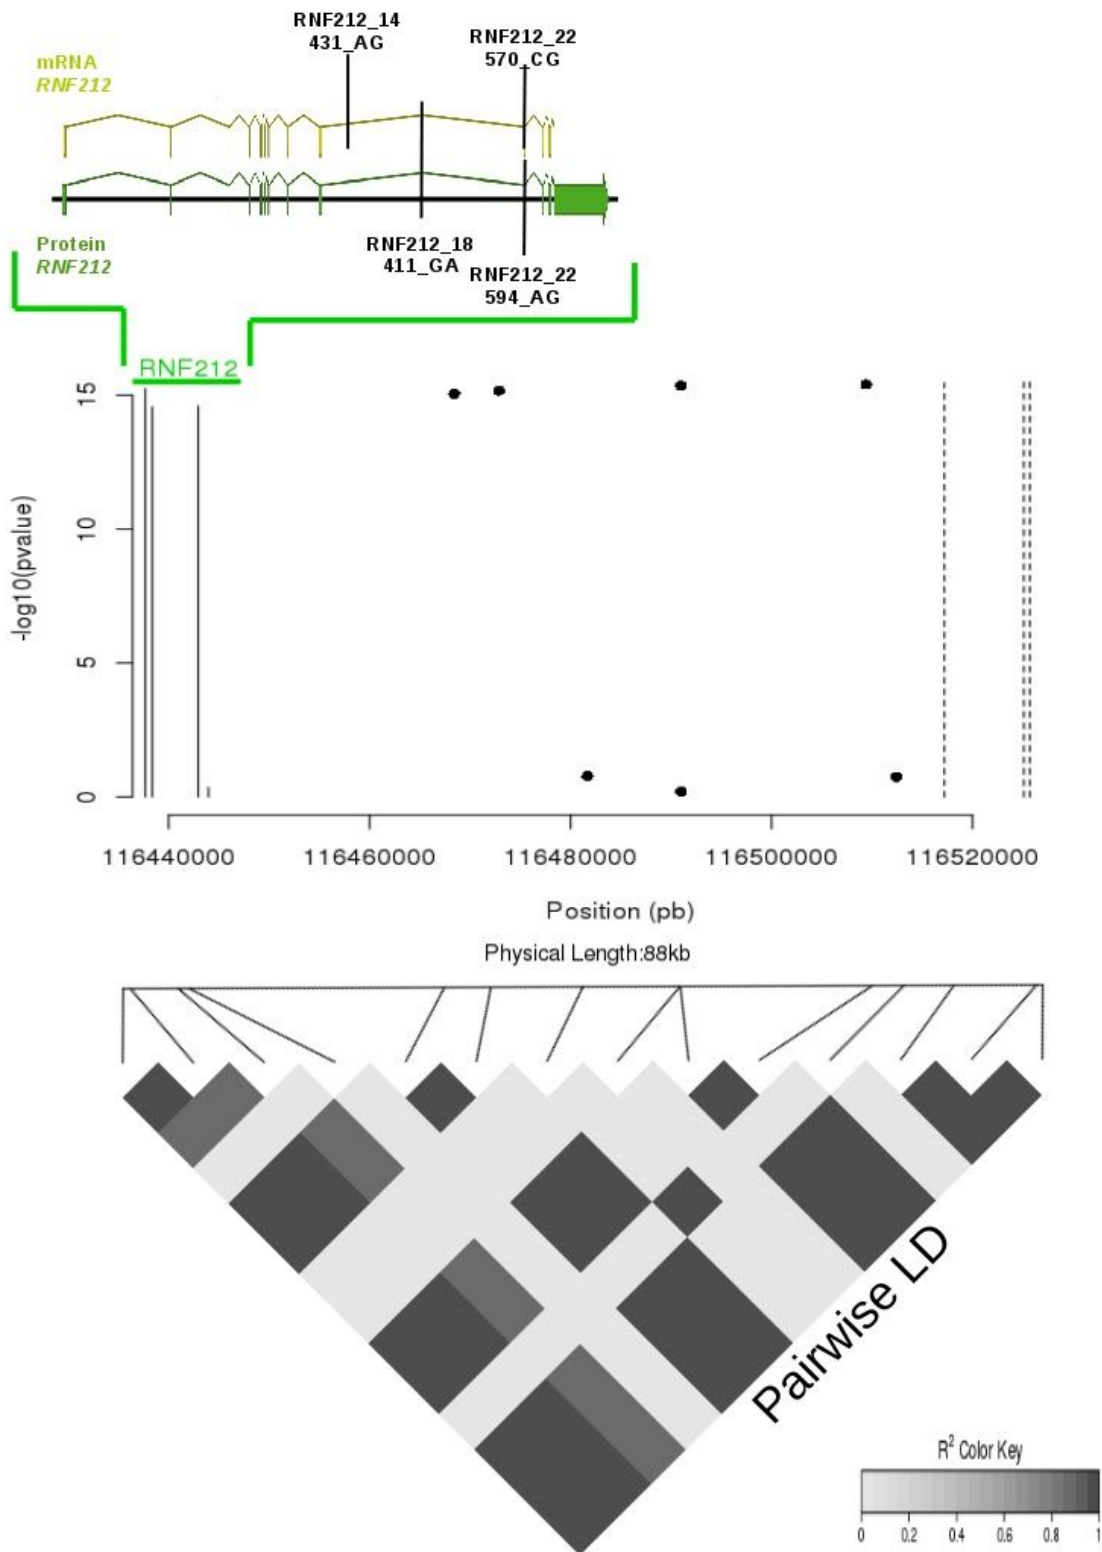 RNF212_14
431_AG
RNF212_22
570_CG
mRNA
RNF212
Protein
RNF212
RNF212_18
411_GA
RNF212_22
594_AG
RNF212
15
10
5
0
-log10(pvalue)
116440000 116460000 116480000 116500000 116520000
Position (pb)
Physical Length:88kb
Pairwise LD
R² Color Key
0 0.2 0.4 0.6 0.8 1